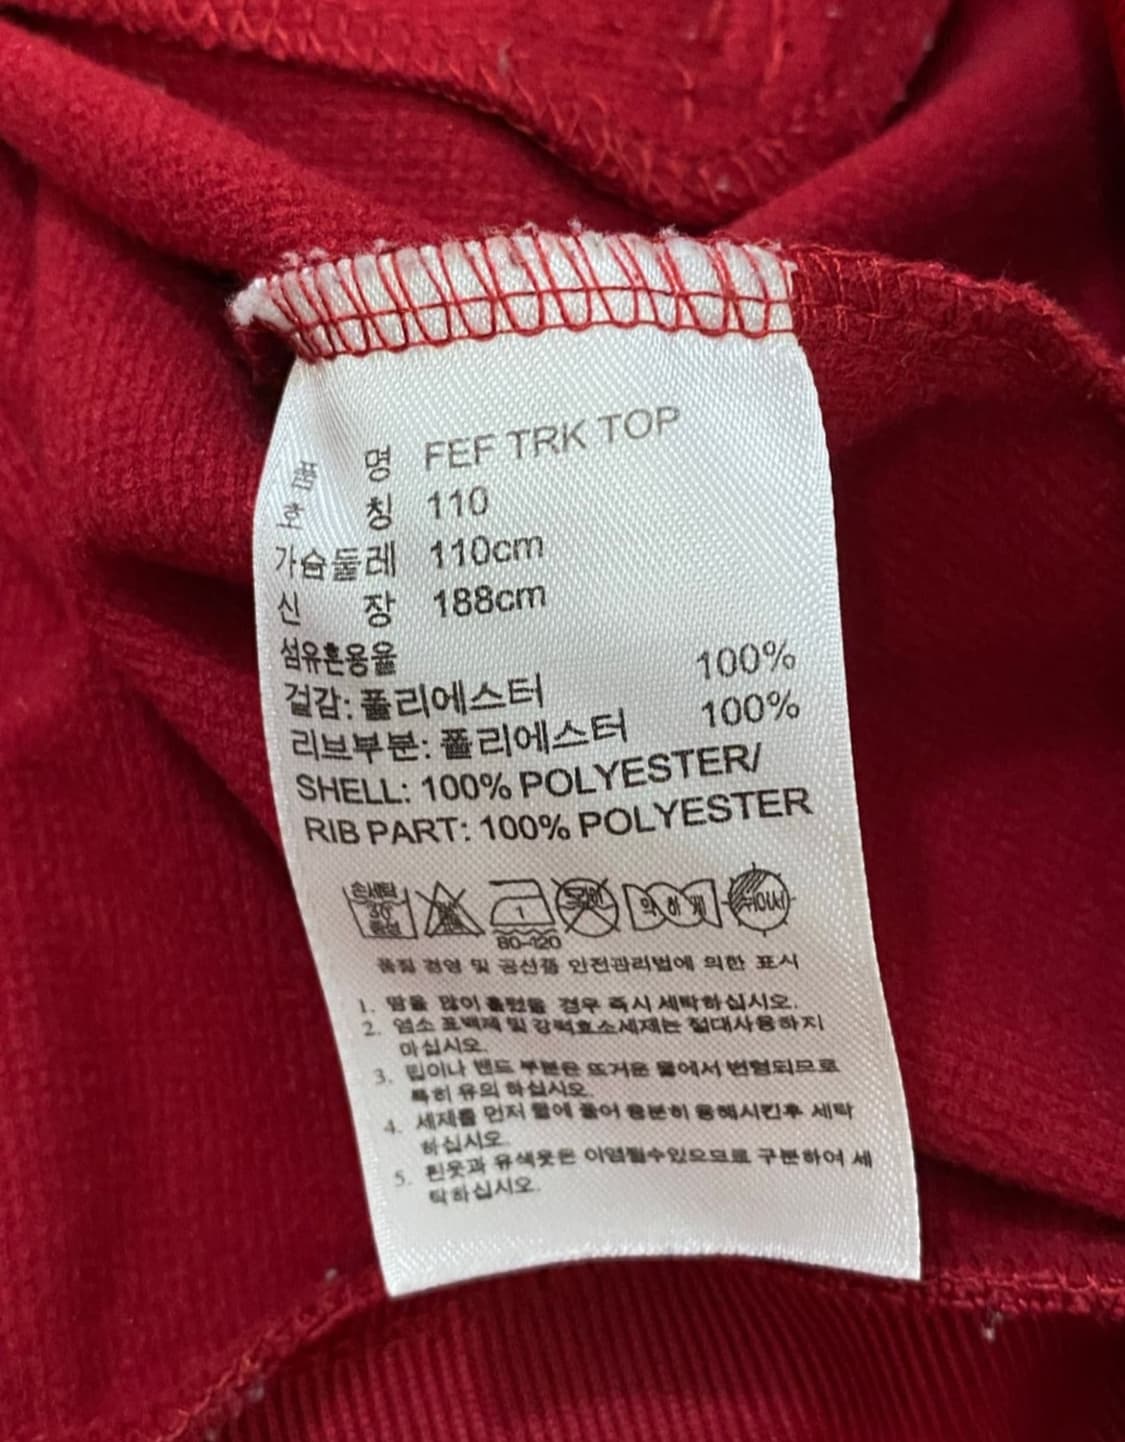 품 명 FEF TRK TOP
호 칭 110
가슴둘레 110cm
신 장 188cm
섬유혼용율
걸감: 폴리에스터 100%
리브부분: 폴리에스터 100%
SHELL: 100% POLYESTER/
RIB PART: 100% POLYESTER
손세탁 30 중성 1 80-120 약하게 뉘어서
품질 경영 및 공산품 안전관리법에 의한 표시
1. 땀을 많이 흘렸을 경우 즉시 세탁하십시오.
2. 염소 표백제 및 강력효소세제는 절대사용하지
마십시오.
3. 립이나 밴드 부분은 뜨거운 물에서 변형되므로
특히 유의 하십시오.
4. 세제를 먼저 물에 풀어 충분히 용해시킨후 세탁
하십시오.
5. 흰옷과 유색옷은 이염될수있으므로 구분하여 세
탁하십시오.